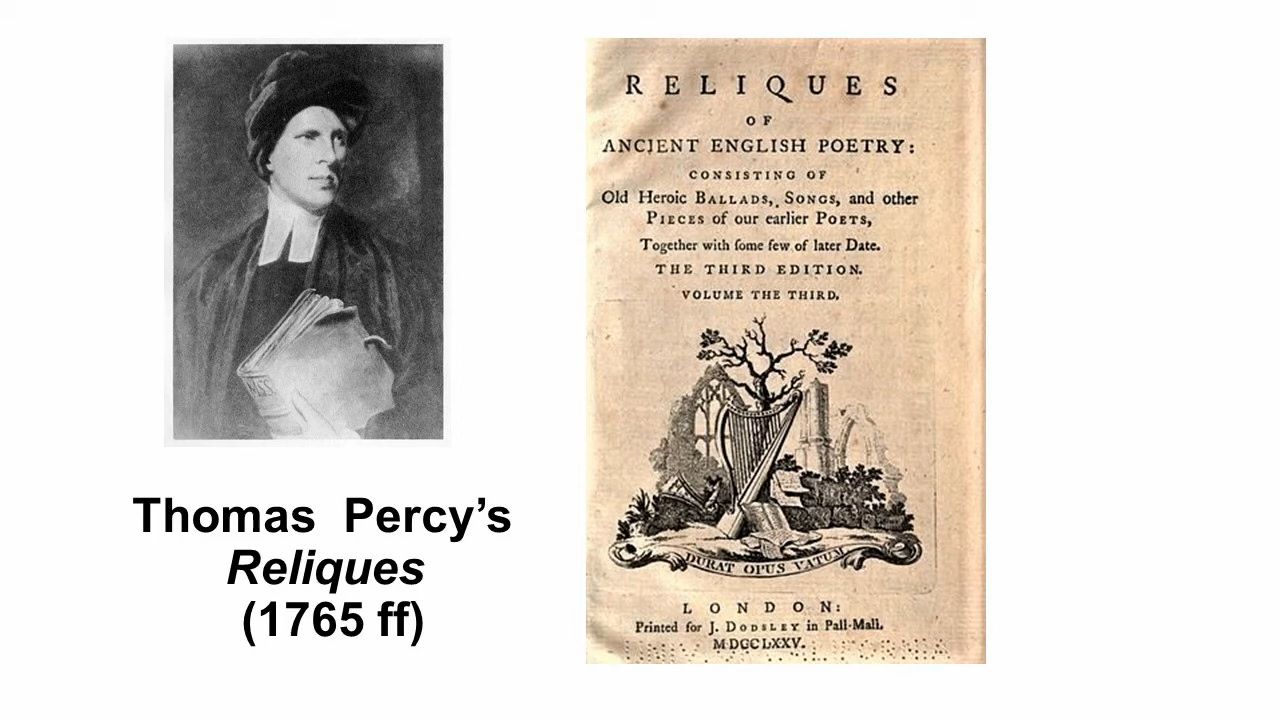 MSS
Thomas Percy’s
Reliques
(1765 ff)
RELIQUES
OF
ANCIENT ENGLISH POETRY:
CONSISTING OF
Old Heroic BALLADS, SONGS, and other
PIECES of our earlier POETS,
Together with ſome few of later Date.
THE THIRD EDITION.
VOLUME THE THIRD.
DURAT OPUS VATUM
LONDON:
Printed for J. DODSLEY in Pall-Mall.
MDCCLXXV.